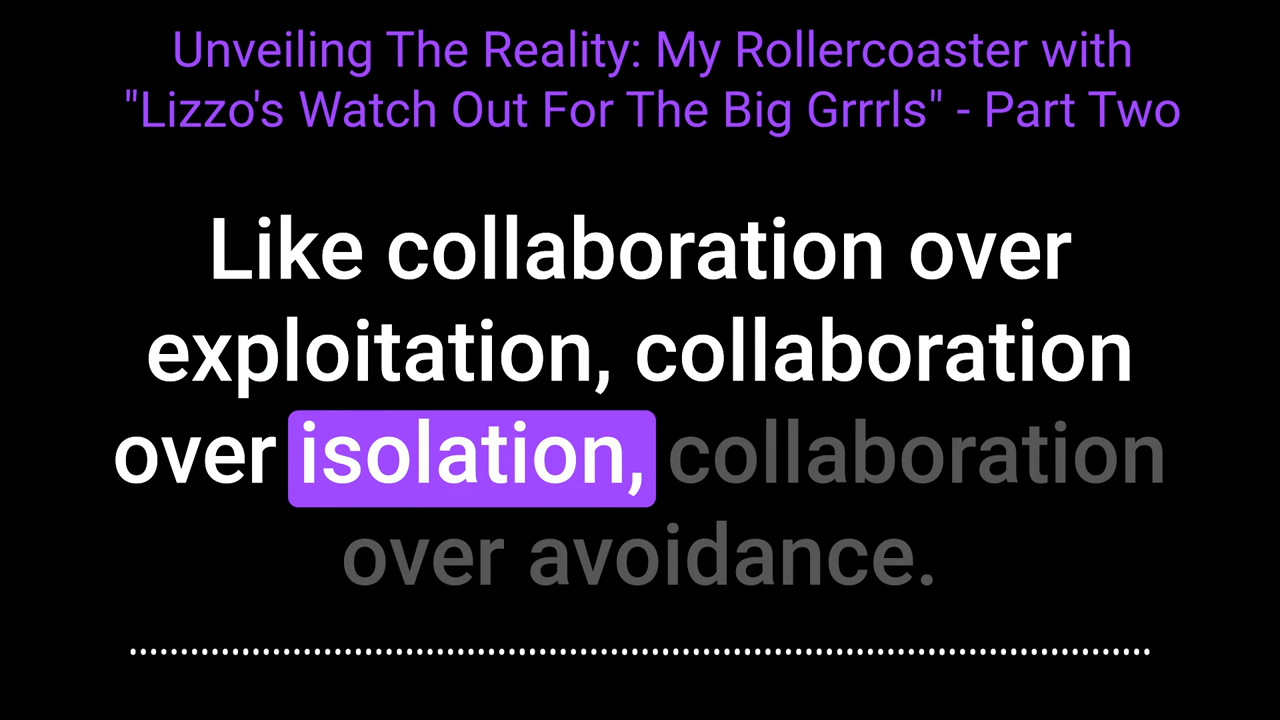 Unveiling The Reality: My Rollercoaster with
"Lizzo's Watch Out For The Big Grrrls" - Part Two
Like collaboration over
exploitation, collaboration
over isolation, collaboration
over avoidance.